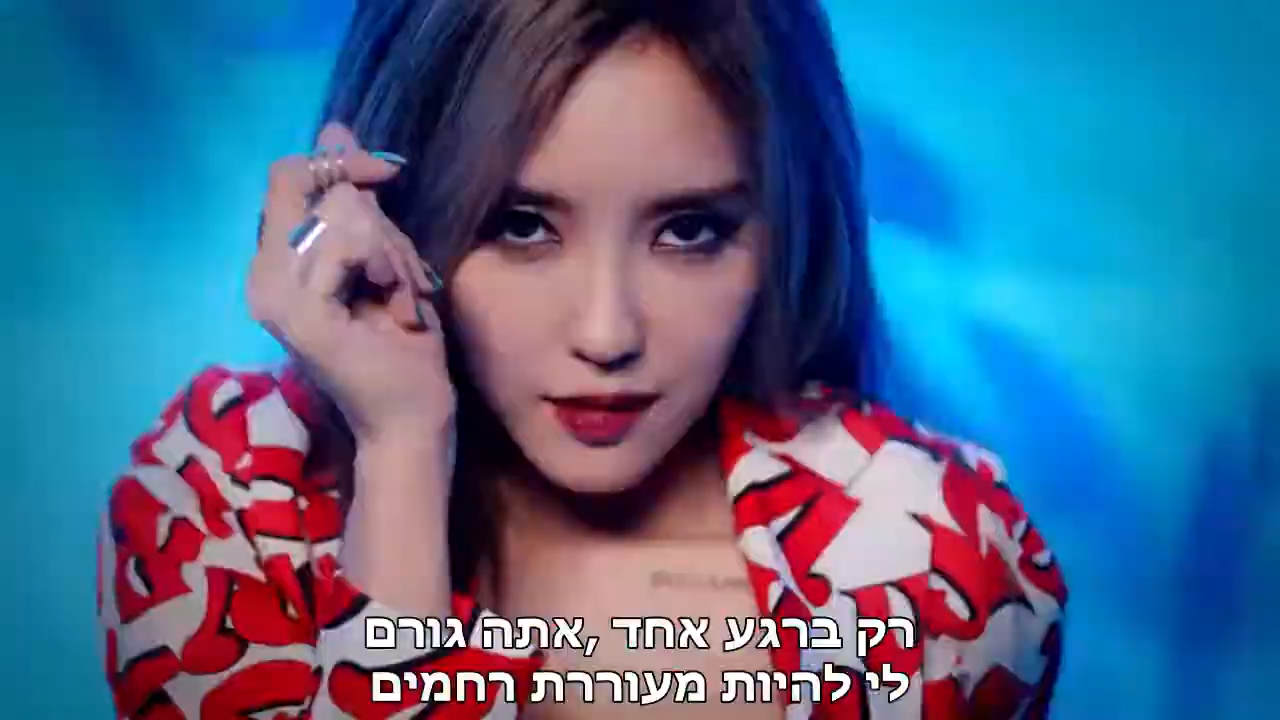 רק ברגע אחד ,אתה גורם
לי להיות מעוררת רחמים